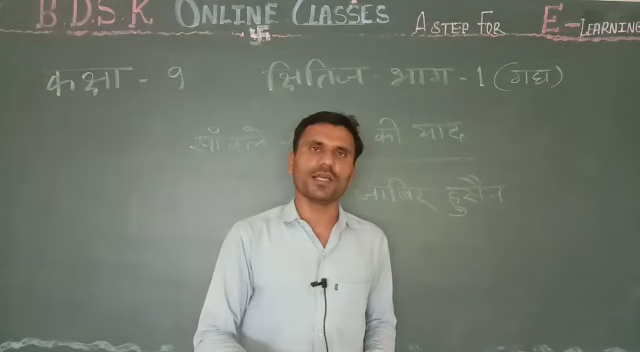 B.D.S.K ONLINE CLASSES A STEP FOR E-LEARNING
कक्षा - 9 क्षितिज - भाग - 1 (गद्य)
साँवले की याद
जाबिर हुसैन